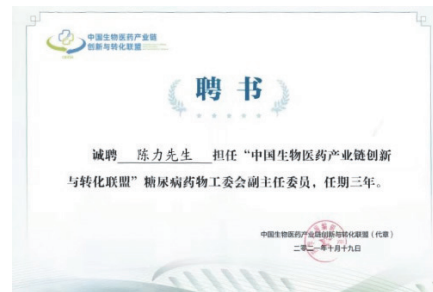 中国生物医药产业链
创新与转化联盟
聘书
诚聘 陈力先生 担任“中国生物医药产业链创新
与转化联盟”糖尿病药物工委会副主任委员，任期三年。
中国生物医药产业链创新与转化联盟（代章）
二零二一年十月十九日